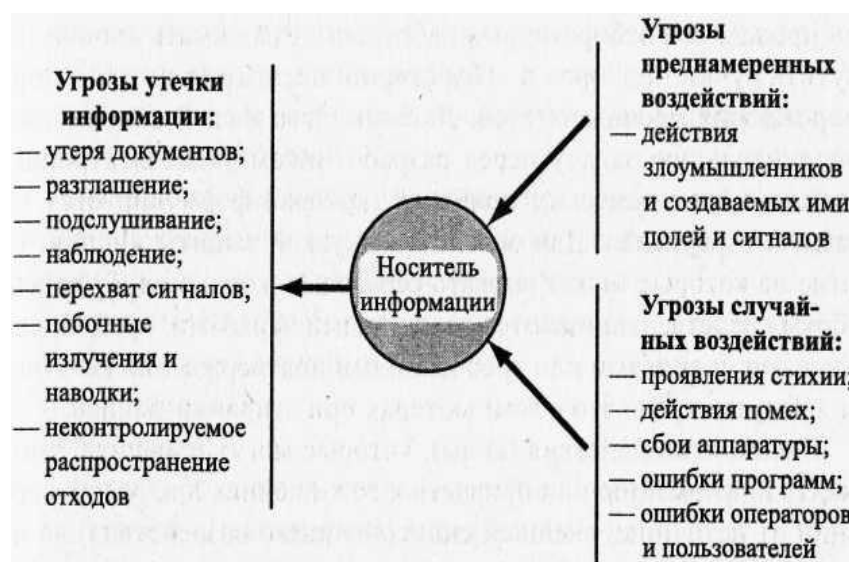 Угрозы утечки
информации:
— утеря документов;
— разглашение;
— подслушивание;
— наблюдение;
— перехват сигналов;
— побочные
излучения и
наводки;
— неконтролируемое
распространение
отходов
Носитель
информации
Угрозы
преднамеренных
воздействий:
— действия
злоумышленников
и создаваемых ими
полей и сигналов
Угрозы случай-
ных воздействий:
— проявления стихии;
— действия помех;
— сбои аппаратуры;
— ошибки программ;
— ошибки операторов
и пользователей